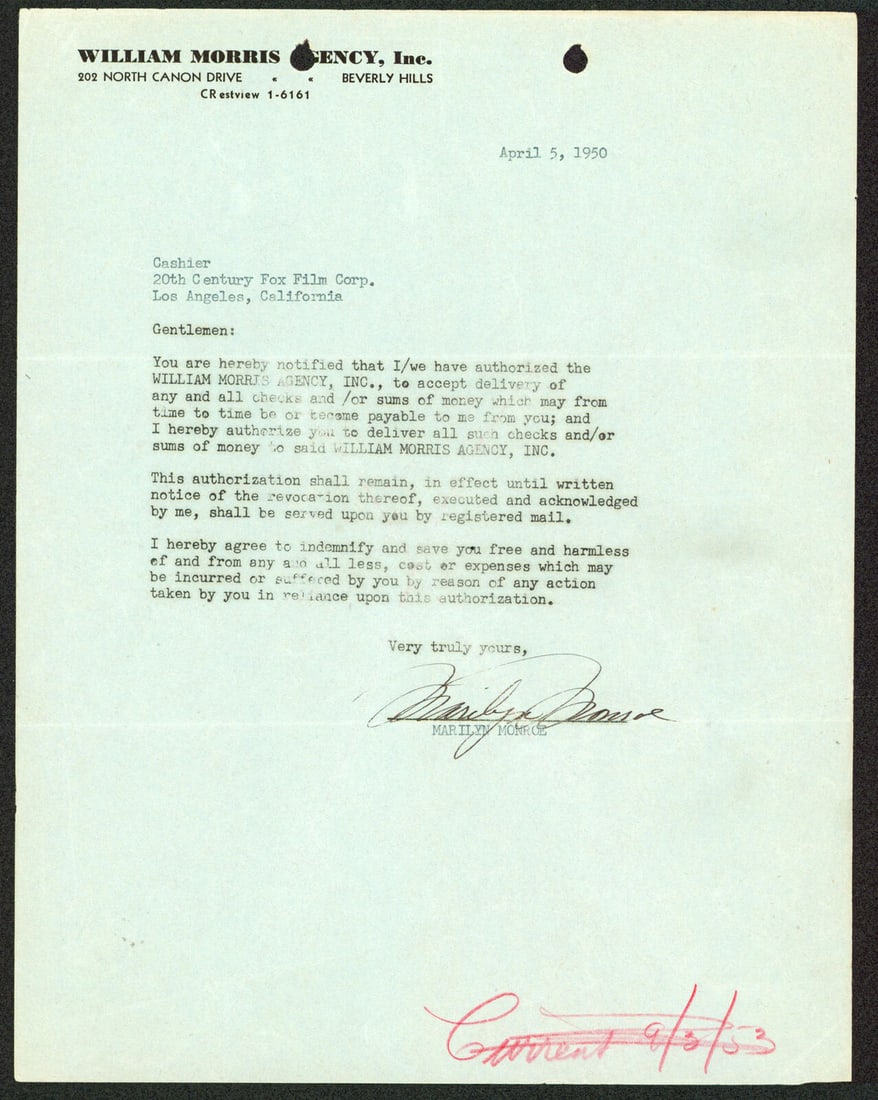 WILLIAM MORRIS AGENCY, Inc.
202 NORTH CANON DRIVE « « BEVERLY HILLS
CRestview 1-6161
April 5, 1950
Cashier
20th Century Fox Film Corp.
Los Angeles, California
Gentlemen:
You are hereby notified that I/we have authorized the
WILLIAM MORRIS AGENCY, INC., to accept delivery of
any and all checks and /or sums of money which may from
time to time be or become payable to me from you; and
I hereby authorize you to deliver all such checks and/or
sums of money to said WILLIAM MORRIS AGENCY, INC.
This authorization shall remain, in effect until written
notice of the revocation thereof, executed and acknowledged
by me, shall be served upon you by registered mail.
I hereby agree to indemnify and save you free and harmless
of and from any and all less, cost or expenses which may
be incurred or suffered by you by reason of any action
taken by you in reliance upon this authorization.
Very truly yours,
Marilyn Monroe
MARILYN MONROE
Current 9/3/53